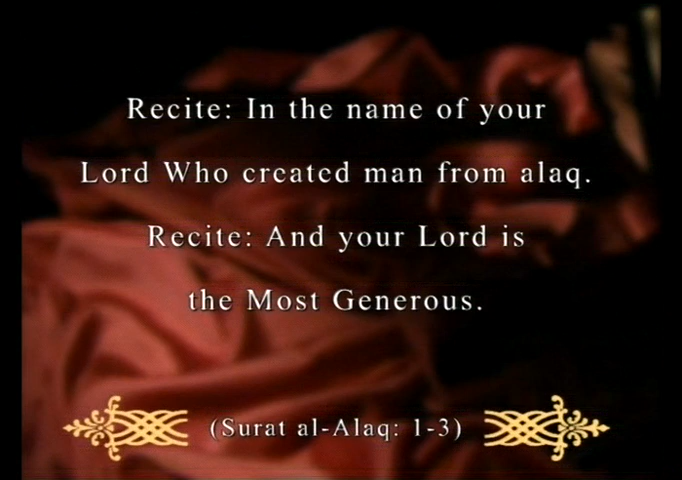 Recite: In the name of your
Lord Who created man from alaq.
Recite: And your Lord is
the Most Generous.
(Surat al-Alaq: 1-3)